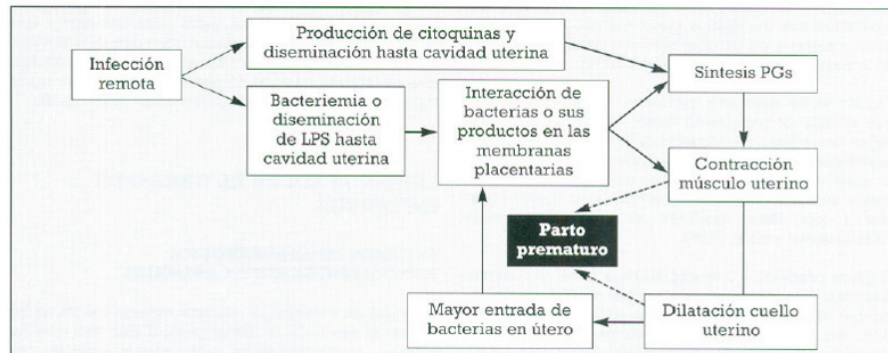 Infección
remota
Producción de citoquinas y
diseminación hasta cavidad uterina
Bacteriemia o
diseminación
de LPS hasta
cavidad uterina
Interacción de
bacterias o sus
productos en las
membranas
placentarias
Síntesis PGs
Contracción
músculo uterino
Parto
prematuro
Mayor entrada de
bacterias en útero
Dilatación cuello
uterino